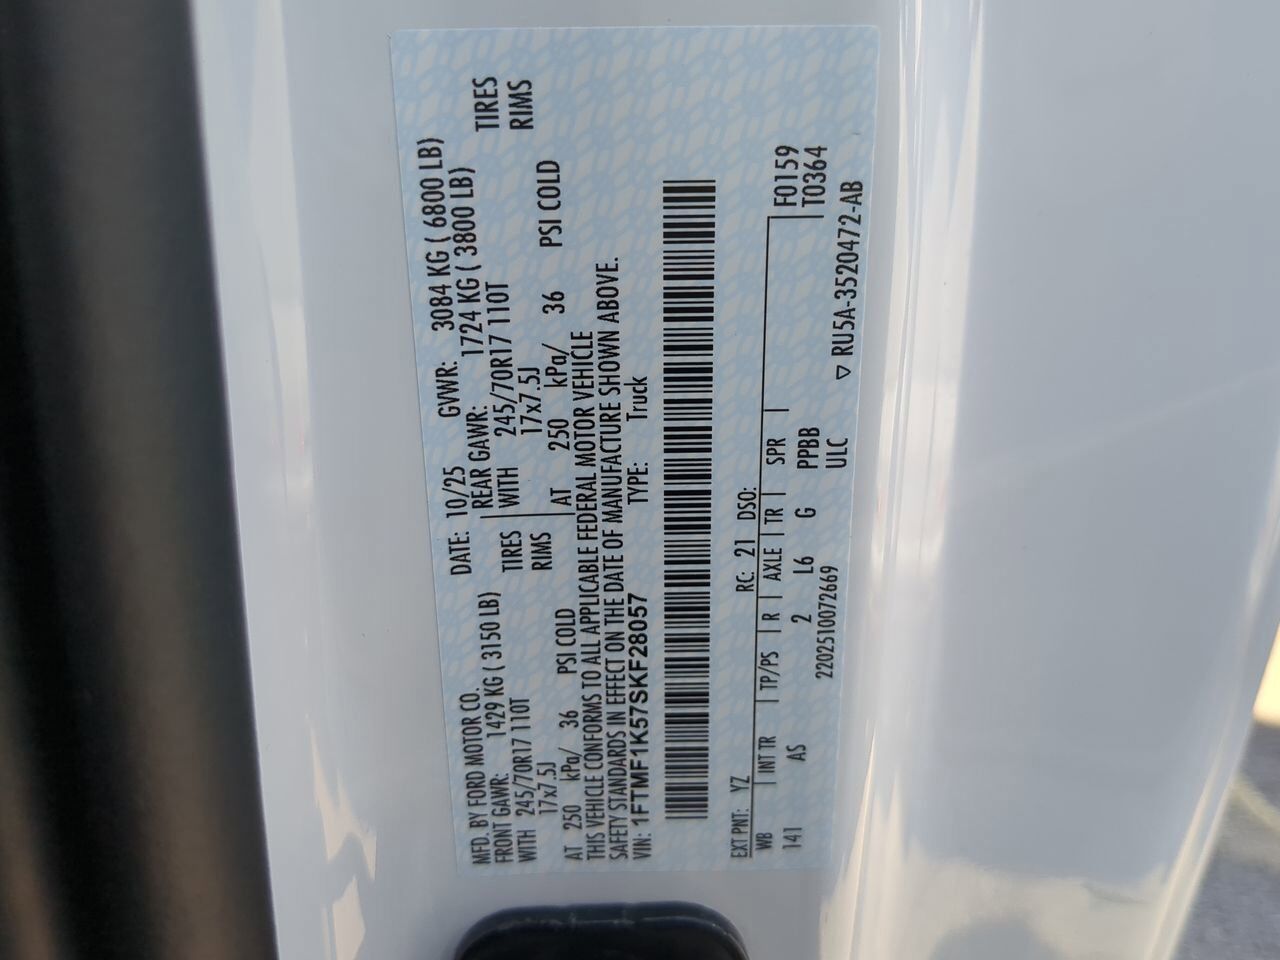 MFD. BY FORD MOTOR CO. DATE: 10/25 GVWR: 3084 KG ( 6800 LB)
FRONT GAWR: 1429 KG ( 3150 LB) REAR GAWR: 1724 KG ( 3800 LB)
WITH 245/70R17 110T TIRES WITH 245/70R17 110T TIRES
17x7.5J RIMS 17x7.5J RIMS
AT 250 kPa/ 36 PSI COLD AT 250 kPa/ 36 PSI COLD
THIS VEHICLE CONFORMS TO ALL APPLICABLE FEDERAL MOTOR VEHICLE
SAFETY STANDARDS IN EFFECT ON THE DATE OF MANUFACTURE SHOWN ABOVE.
VIN: 1FTMF1K57SKF28057 TYPE: Truck
EXT PNT: YZ RC: 21 DSO:
WB | INT TR | TP/PS | R | AXLE | TR | SPR | F0159
141 AS 2 L6 G PPBB T0364
2202510072669 ULC ▽ RU5A-3520472-AB